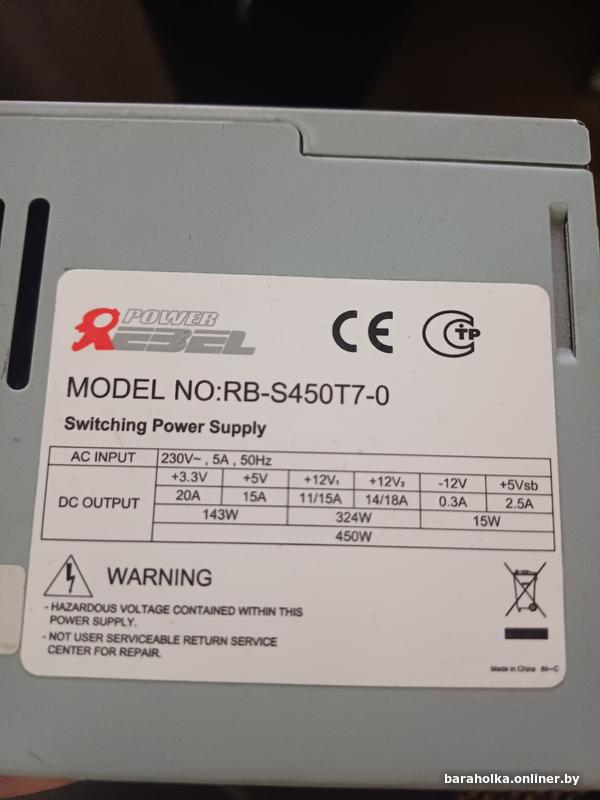 POWER
REBEL
CE
СТР
MODEL NO:RB-S450T7-0
Switching Power Supply
AC INPUT 230V~ , 5A , 50Hz
DC OUTPUT +3.3V +5V +12V₁ +12V₂ -12V +5Vsb
20A 15A 11/15A 14/18A 0.3A 2.5A
143W 324W 15W
450W
WARNING
- HAZARDOUS VOLTAGE CONTAINED WITHIN THIS
POWER SUPPLY.
- NOT USER SERVICEABLE RETURN SERVICE
CENTER FOR REPAIR.
Made in China
baraholka.onliner.by